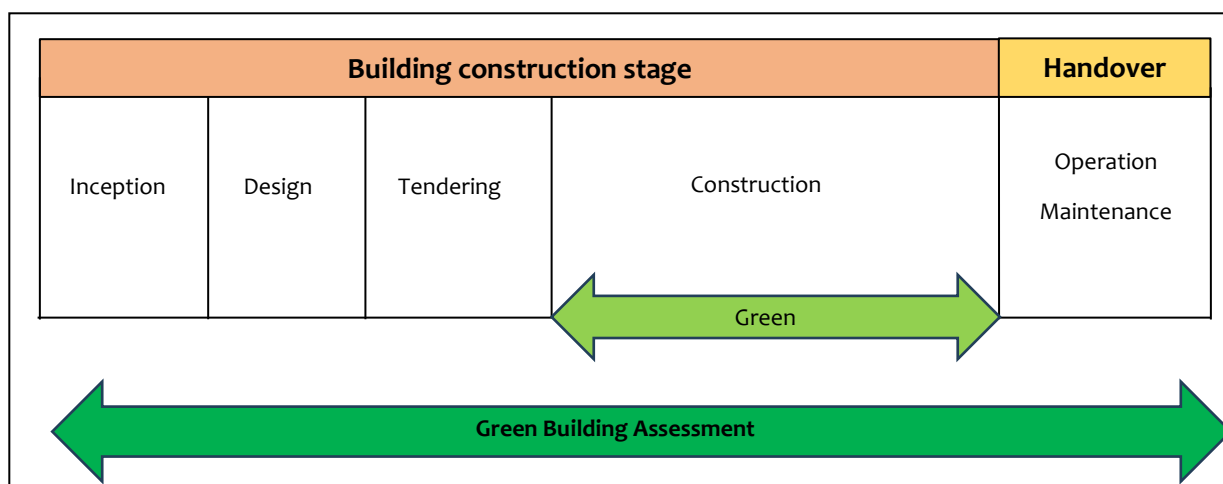 Building construction stage
Handover
Inception
Design
Tendering
Construction
Operation
Maintenance
Green
Green Building Assessment